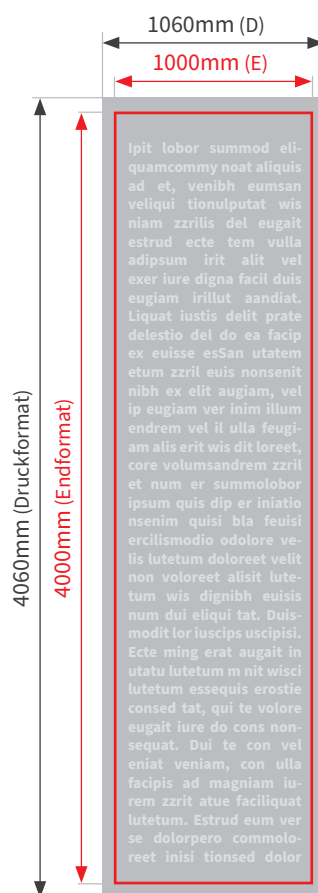 1060mm (D)
1000mm (E)
4060mm (Druckformat)
4000mm (Endformat)
Ipit lobor summod eli-
quamcommy noat aliquis
ad et, venibh eumsan
veliqui tionulputat wis
niam zzrilis del eugait
estrud ecte tem vulla
adipsum irit alit vel
exer iure digna facil duis
eugiam irillut aandiat.
Liquat iustis delit prate
delestio del do ea facip
ex euisse esSan utatem
etum zzril euis nonsenit
nibh ex elit augiam, vel
ip eugiam ver inim illum
endrem vel il ulla feugi-
am alis erit wis dit loreet,
core volumsandrem zzril
et num er summolobor
ipsum quis dip er iniatio
nsenim quisi bla feuisi
ercilismodio odolore ve-
lis lutetum doloreet velit
non voloreet alisit lute-
tum wis dignibh euisis
num dui eliqui tat. Duis-
modit lor iuscips uscipisi.
Ecte ming erat augait in
utatu lutetum m nit wisci
lutetum essequis erostie
consed tat, qui te volore
eugait iure do cons non-
sequat. Dui te con vel
eniat veniam, con ulla
facipis ad magniam iu-
rem zzrit atue faciliquat
lutetum. Estrud eum ver
se dolorpero commolo-
reet inisi tionsed dolor